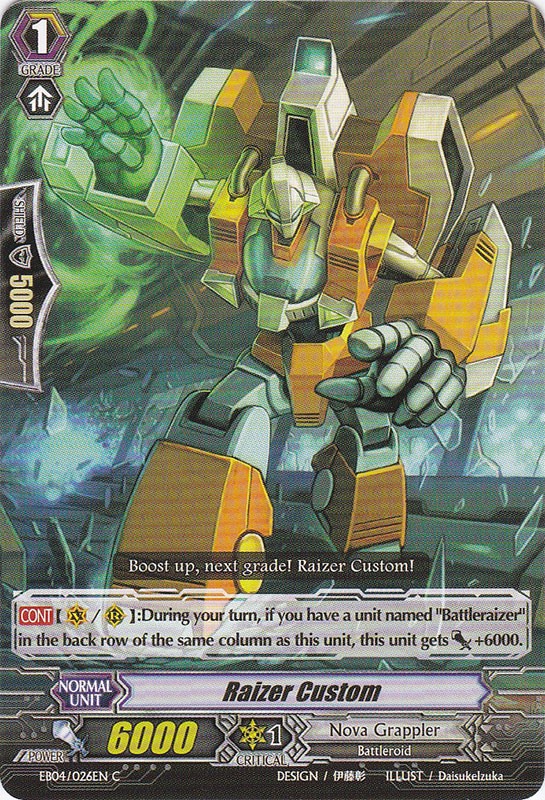 1
GRADE
SHIELD
5000
Boost up, next grade! Raizer Custom!
CONT【 V / R 】:During your turn, if you have a unit named "Battleraizer"
in the back row of the same column as this unit, this unit gets +6000.
NORMAL
UNIT
Raizer Custom
POWER
6000
1
CRITICAL
Nova Grappler
Battleroid
EB04/026EN C
DESIGN / 伊藤彰
ILLUST / DaisukeIzuka